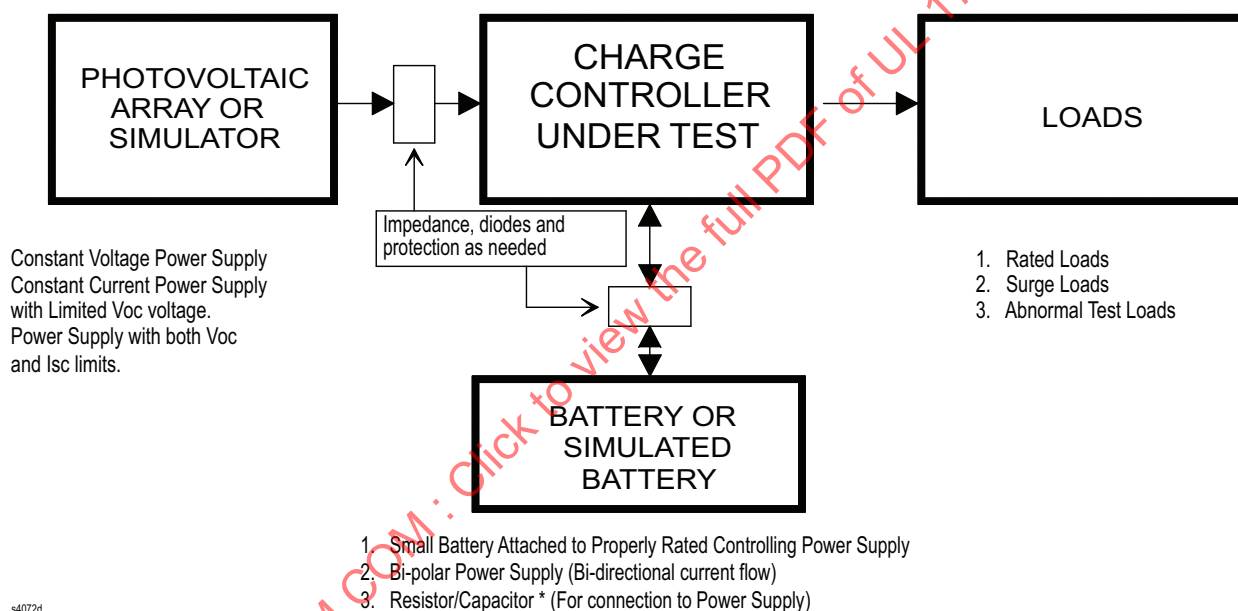 PHOTOVOLTAIC
ARRAY OR
SIMULATOR
CHARGE
CONTROLLER
UNDER TEST
LOADS
Impedance, diodes and
protection as needed
Constant Voltage Power Supply
Constant Current Power Supply
with Limited Voc voltage.
Power Supply with both Voc
and Isc limits.
1. Rated Loads
2. Surge Loads
3. Abnormal Test Loads
BATTERY OR
SIMULATED
BATTERY
1. Small Battery Attached to Properly Rated Controlling Power Supply
2. Bi-polar Power Supply (Bi-directional current flow)
3. Resistor/Capacitor * (For connection to Power Supply)
s4072d
COM : Click to view the full PDF of UL